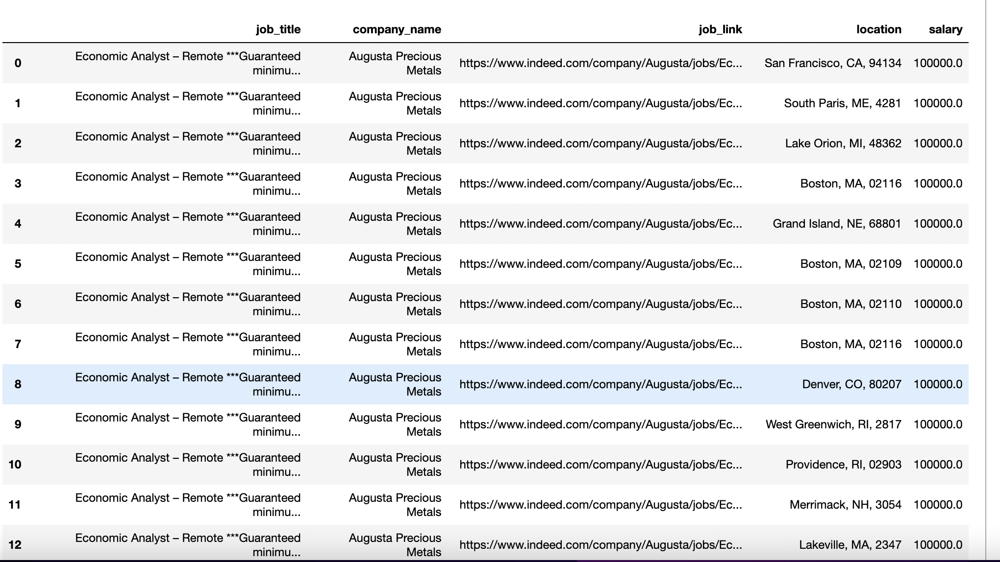 job_title company_name job_link location salary
0 Economic Analyst – Remote ***Guaranteed minimu... Augusta Precious Metals https://www.indeed.com/company/Augusta/jobs/Ec... San Francisco, CA, 94134 100000.0
1 Economic Analyst – Remote ***Guaranteed minimu... Augusta Precious Metals https://www.indeed.com/company/Augusta/jobs/Ec... South Paris, ME, 4281 100000.0
2 Economic Analyst – Remote ***Guaranteed minimu... Augusta Precious Metals https://www.indeed.com/company/Augusta/jobs/Ec... Lake Orion, MI, 48362 100000.0
3 Economic Analyst – Remote ***Guaranteed minimu... Augusta Precious Metals https://www.indeed.com/company/Augusta/jobs/Ec... Boston, MA, 02116 100000.0
4 Economic Analyst – Remote ***Guaranteed minimu... Augusta Precious Metals https://www.indeed.com/company/Augusta/jobs/Ec... Grand Island, NE, 68801 100000.0
5 Economic Analyst – Remote ***Guaranteed minimu... Augusta Precious Metals https://www.indeed.com/company/Augusta/jobs/Ec... Boston, MA, 02109 100000.0
6 Economic Analyst – Remote ***Guaranteed minimu... Augusta Precious Metals https://www.indeed.com/company/Augusta/jobs/Ec... Boston, MA, 02110 100000.0
7 Economic Analyst – Remote ***Guaranteed minimu... Augusta Precious Metals https://www.indeed.com/company/Augusta/jobs/Ec... Boston, MA, 02116 100000.0
8 Economic Analyst – Remote ***Guaranteed minimu... Augusta Precious Metals https://www.indeed.com/company/Augusta/jobs/Ec... Denver, CO, 80207 100000.0
9 Economic Analyst – Remote ***Guaranteed minimu... Augusta Precious Metals https://www.indeed.com/company/Augusta/jobs/Ec... West Greenwich, RI, 2817 100000.0
10 Economic Analyst – Remote ***Guaranteed minimu... Augusta Precious Metals https://www.indeed.com/company/Augusta/jobs/Ec... Providence, RI, 02903 100000.0
11 Economic Analyst – Remote ***Guaranteed minimu... Augusta Precious Metals https://www.indeed.com/company/Augusta/jobs/Ec... Merrimack, NH, 3054 100000.0
12 Economic Analyst – Remote ***Guaranteed minimu... Augusta Precious Metals https://www.indeed.com/company/Augusta/jobs/Ec... Lakeville, MA, 2347 100000.0